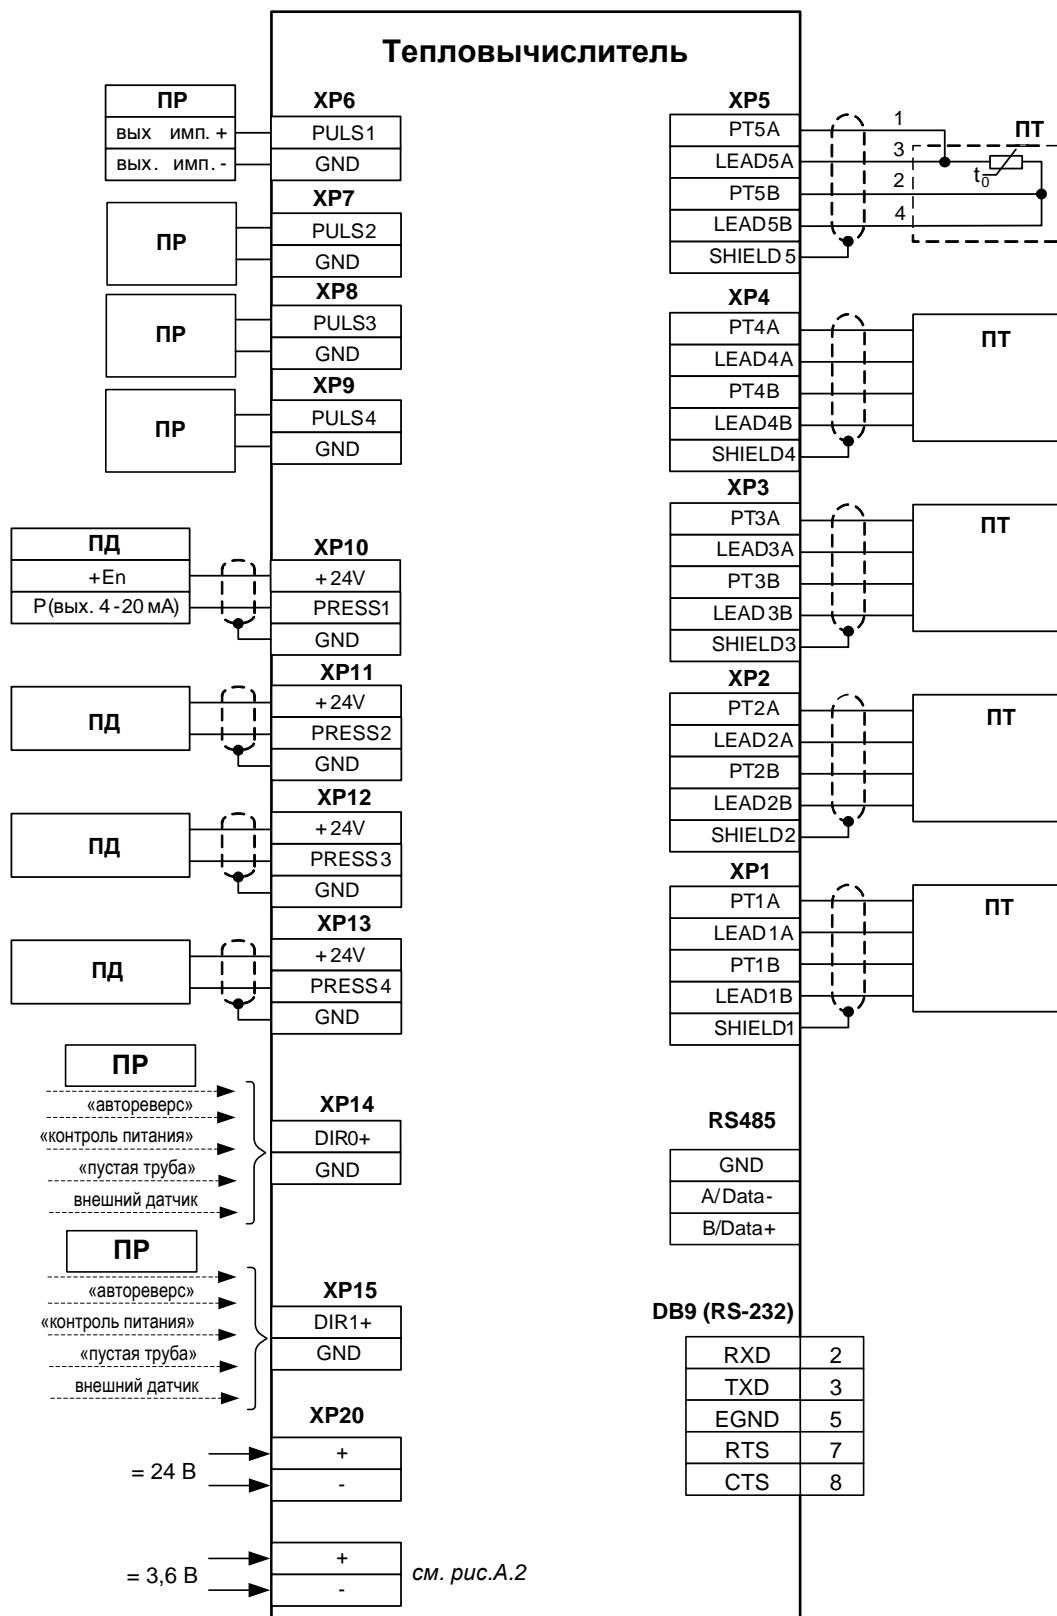 Тепловычислитель
ПР
вых имп. +
вых. имп. -
XP6
PULS1
GND
ПР
XP7
PULS2
GND
ПР
XP8
PULS3
GND
ПР
XP9
PULS4
GND
ПД
+En
P(вых. 4-20 мА)
XP10
+24V
PRESS1
GND
ПД
XP11
+24V
PRESS2
GND
ПД
XP12
+24V
PRESS3
GND
ПД
XP13
+24V
PRESS4
GND
ПР
«автореверс»
«контроль питания»
«пустая труба»
внешний датчик
XP14
DIR0+
GND
ПР
«автореверс»
«контроль питания»
«пустая труба»
внешний датчик
XP15
DIR1+
GND
XP20
= 24 В
+
-
= 3,6 В
+
-
см. рис.А.2
XP5
PT5A
LEAD5A
PT5B
LEAD5B
SHIELD5
1
3
2
4
ПТ
t0
XP4
PT4A
LEAD4A
PT4B
LEAD4B
SHIELD4
ПТ
XP3
PT3A
LEAD3A
PT3B
LEAD3B
SHIELD3
ПТ
XP2
PT2A
LEAD2A
PT2B
LEAD2B
SHIELD2
ПТ
XP1
PT1A
LEAD1A
PT1B
LEAD1B
SHIELD1
ПТ
RS485
GND
A/Data-
B/Data+
DB9 (RS-232)
RXD 2
TXD 3
EGND 5
RTS 7
CTS 8